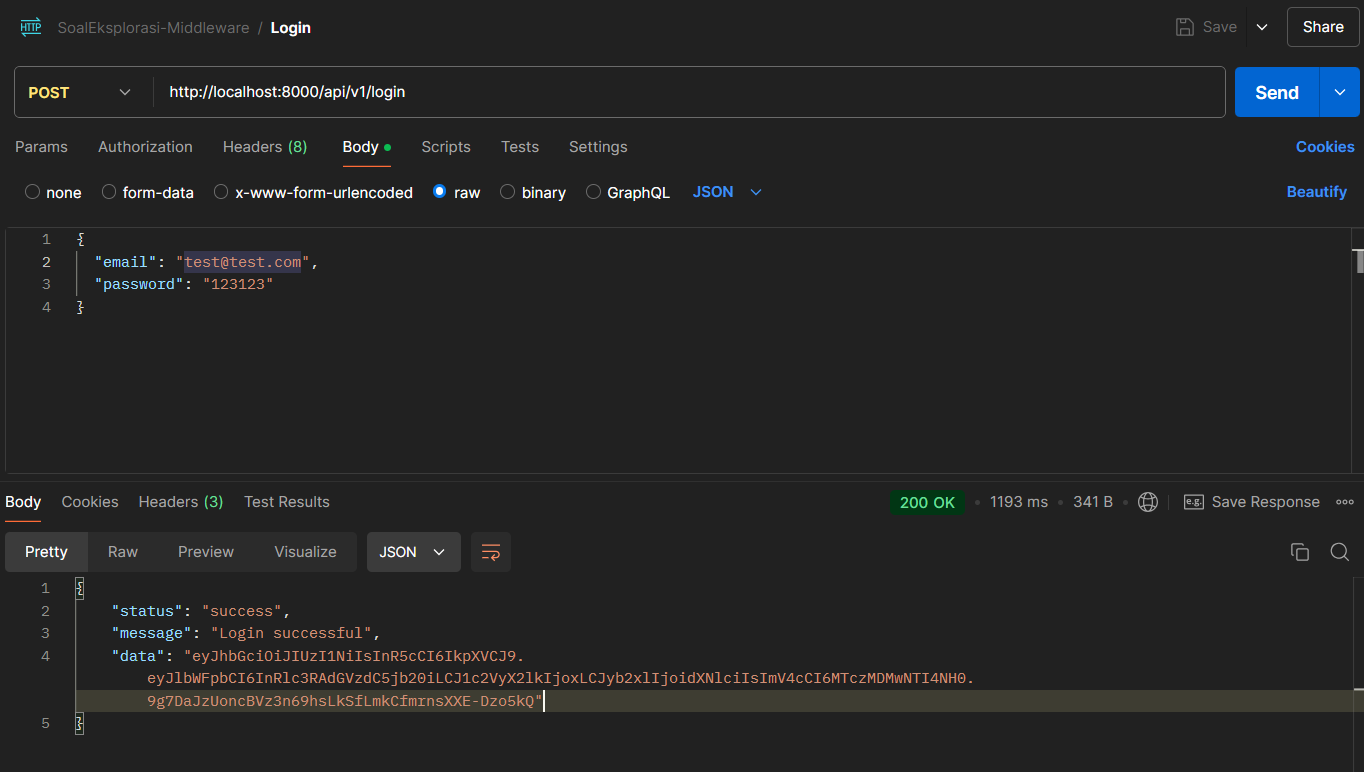 HTTP SoalEksplorasi-Middleware / Login Save Share
POST http://localhost:8000/api/v1/login Send
Params Authorization Headers (8) Body Scripts Tests Settings Cookies
none form-data x-www-form-urlencoded raw binary GraphQL JSON Beautify
1 {
2 "email": "test@test.com",
3 "password": "123123"
4 }
Body Cookies Headers (3) Test Results 200 OK 1193 ms 341 B e.g. Save Response
Pretty Raw Preview Visualize JSON
1 {
2 "status": "success",
3 "message": "Login successful",
4 "data": "eyJhbGciOiJIUzI1NiIsInR5cCI6IkpXVCJ9.
eyJlbWFpbCI6InRlc3RAdGVzdC5jb20iLCJ1c2VyX2lkIjoxLCJyb2xlIjoidXNlciIsImV4cCI6MTczMDMwNTI4NH0.
9g7DaJzUoncBVz3n69hsLkSfLmkCfmrnsXXE-Dzo5kQ"
5 }